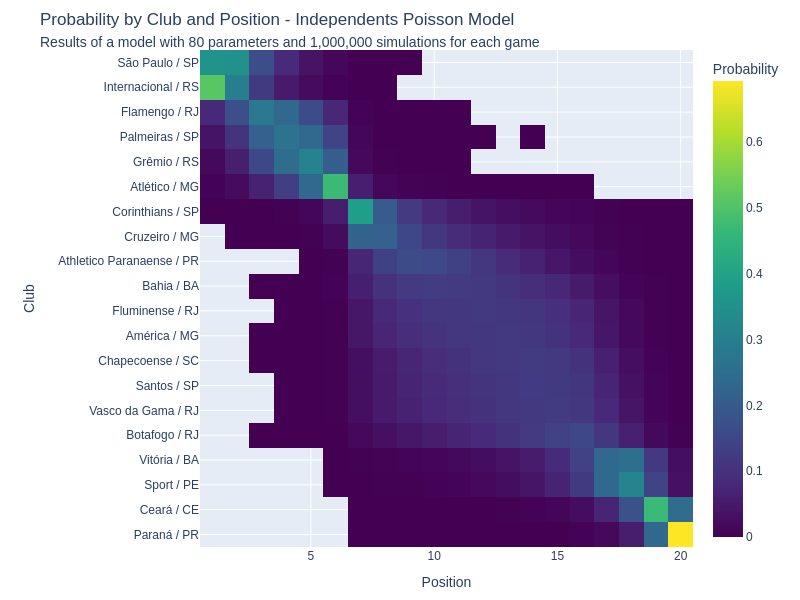 Probability by Club and Position - Independents Poisson Model
Results of a model with 80 parameters and 1,000,000 simulations for each game
Probability
Club
São Paulo / SP
Internacional / RS
Flamengo / RJ
Palmeiras / SP
Grêmio / RS
Atlético / MG
Corinthians / SP
Cruzeiro / MG
Athletico Paranaense / PR
Bahia / BA
Fluminense / RJ
América / MG
Chapecoense / SC
Santos / SP
Vasco da Gama / RJ
Botafogo / RJ
Vitória / BA
Sport / PE
Ceará / CE
Paraná / PR
0.6
0.5
0.4
0.3
0.2
0.1
0
5 10 15 20
Position